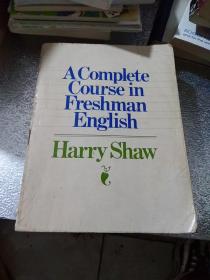 A Complete
Course in
Freshman
English
Harry Shaw